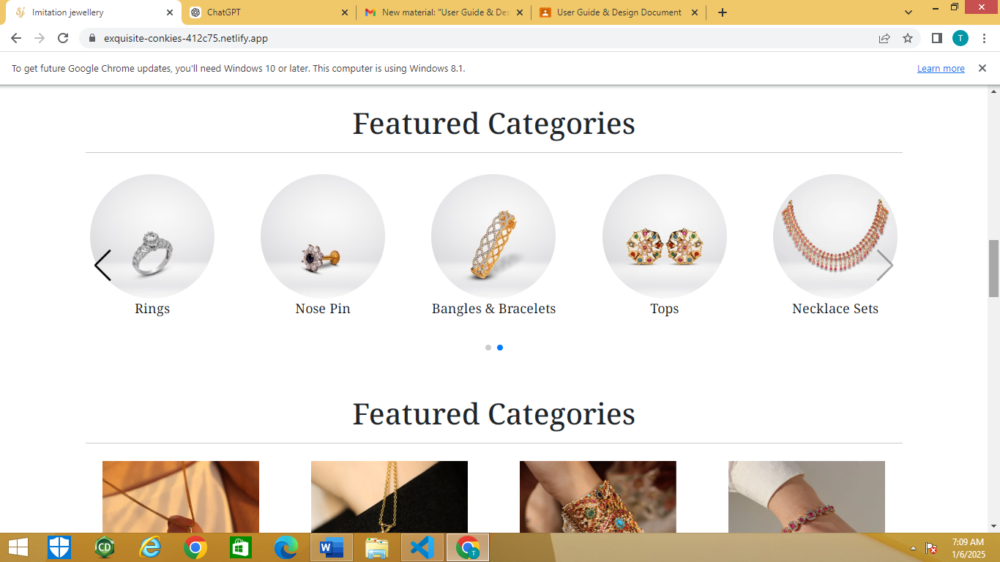 Imitation jewellery
ChatGPT
New material: "User Guide & Des
User Guide & Design Document
exquisite-conkies-412c75.netlify.app
T
To get future Google Chrome updates, you'll need Windows 10 or later. This computer is using Windows 8.1.
Learn more
Featured Categories
Rings
Nose Pin
Bangles & Bracelets
Tops
Necklace Sets
Featured Categories
CD
W
T
7:09 AM
1/6/2025